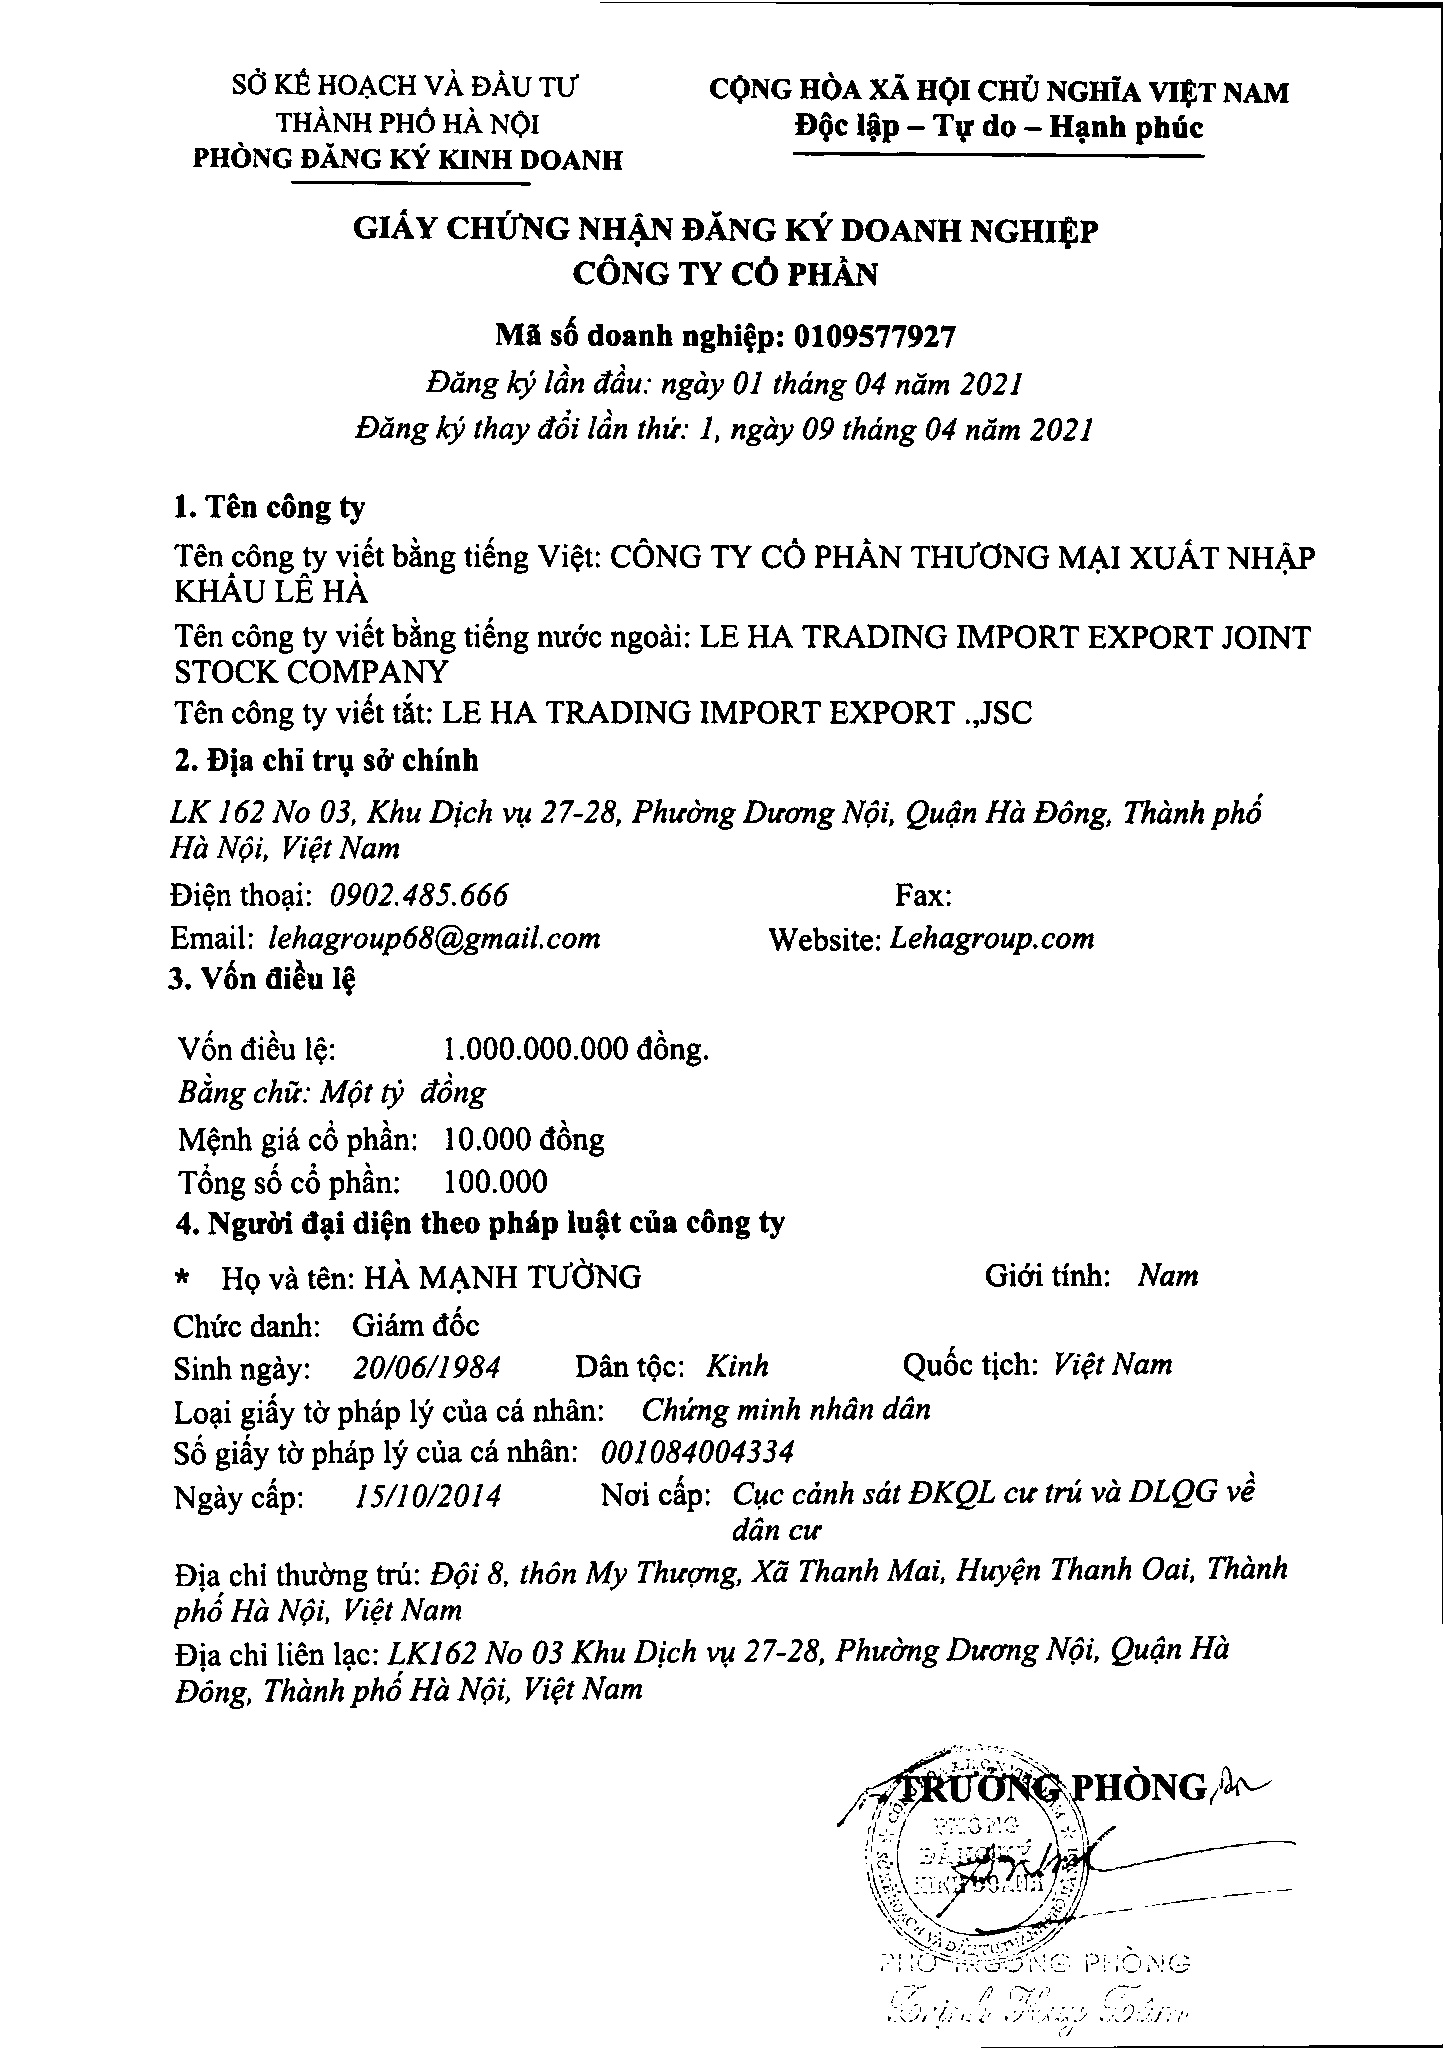 SỞ KẾ HOẠCH VÀ ĐẦU TƯ
THÀNH PHỐ HÀ NỘI
PHÒNG ĐĂNG KÝ KINH DOANH
CỘNG HÒA XÃ HỘI CHỦ NGHĨA VIỆT NAM
Độc lập – Tự do – Hạnh phúc
GIẤY CHỨNG NHẬN ĐĂNG KÝ DOANH NGHIỆP
CÔNG TY CỔ PHẦN
Mã số doanh nghiệp: 0109577927
Đăng ký lần đầu: ngày 01 tháng 04 năm 2021
Đăng ký thay đổi lần thứ: 1, ngày 09 tháng 04 năm 2021
1. Tên công ty
Tên công ty viết bằng tiếng Việt: CÔNG TY CỔ PHẦN THƯƠNG MẠI XUẤT NHẬP
KHẨU LÊ HÀ
Tên công ty viết bằng tiếng nước ngoài: LE HA TRADING IMPORT EXPORT JOINT
STOCK COMPANY
Tên công ty viết tắt: LE HA TRADING IMPORT EXPORT .,JSC
2. Địa chỉ trụ sở chính
LK 162 No 03, Khu Dịch vụ 27-28, Phường Dương Nội, Quận Hà Đông, Thành phố
Hà Nội, Việt Nam
Điện thoại: 0902.485.666 Fax:
Email: lehagroup68@gmail.com Website: Lehagroup.com
3. Vốn điều lệ
Vốn điều lệ: 1.000.000.000 đồng.
Bằng chữ: Một tỷ đồng
Mệnh giá cổ phần: 10.000 đồng
Tổng số cổ phần: 100.000
4. Người đại diện theo pháp luật của công ty
* Họ và tên: HÀ MẠNH TƯỜNG Giới tính: Nam
Chức danh: Giám đốc
Sinh ngày: 20/06/1984 Dân tộc: Kinh Quốc tịch: Việt Nam
Loại giấy tờ pháp lý của cá nhân: Chứng minh nhân dân
Số giấy tờ pháp lý của cá nhân: 001084004334
Ngày cấp: 15/10/2014 Nơi cấp: Cục cảnh sát ĐKQL cư trú và DLQG về
dân cư
Địa chỉ thường trú: Đội 8, thôn My Thượng, Xã Thanh Mai, Huyện Thanh Oai, Thành
phố Hà Nội, Việt Nam
Địa chỉ liên lạc: LK162 No 03 Khu Dịch vụ 27-28, Phường Dương Nội, Quận Hà
Đông, Thành phố Hà Nội, Việt Nam
TRƯỞNG PHÒNG
PHÒNG
ĐĂNG KÝ
KINH DOANH
PHÓ TRƯỞNG PHÒNG
Trịnh Huy Tâm